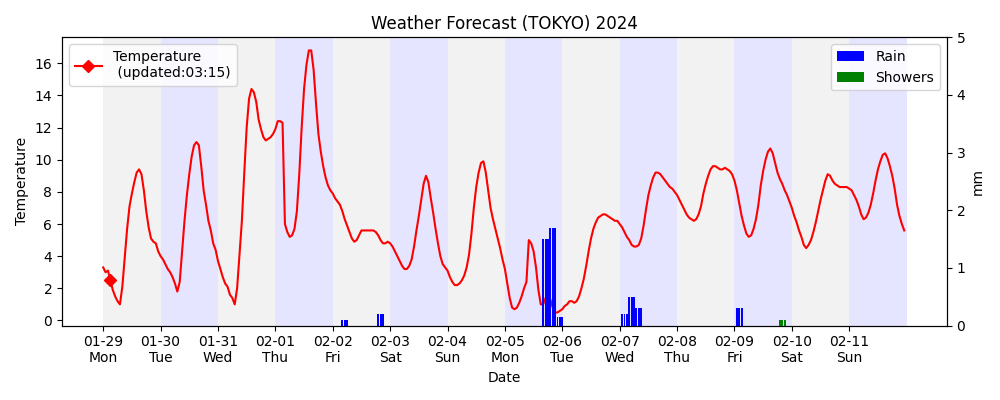 Weather Forecast (TOKYO) 2024
Temperature
(updated:03:15)
Rain
Showers
Temperature
16
14
12
10
8
6
4
2
0
5
4
3
2
1
0
mm
01-29 01-30 01-31 02-01 02-02 02-03 02-04 02-05 02-06 02-07 02-08 02-09 02-10 02-11
Mon Tue Wed Thu Fri Sat Sun Mon Tue Wed Thu Fri Sat Sun
Date